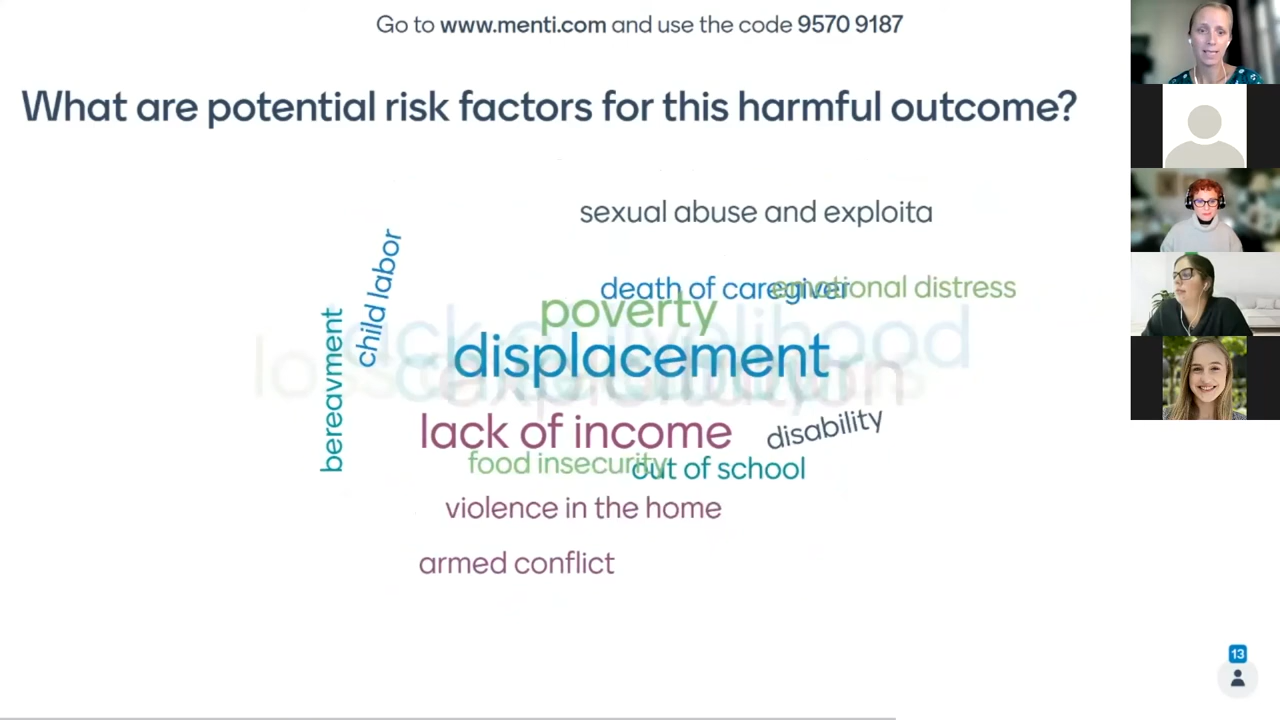 Go to www.menti.com and use the code 9570 9187
What are potential risk factors for this harmful outcome?
sexual abuse and exploita
child labor
death of caregiver
emotional distress
poverty
bereavment
displacement
lack of income
disability
food insecurity
out of school
violence in the home
armed conflict
13